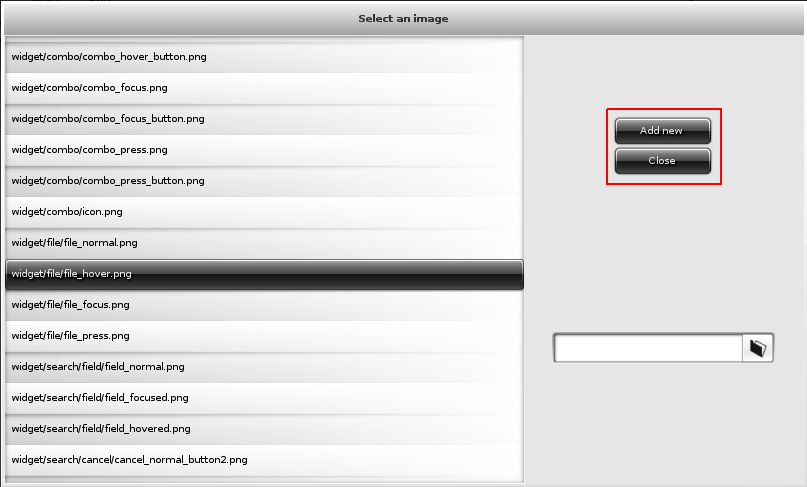 Select an image
widget/combo/combo_hover_button.png
widget/combo/combo_focus.png
widget/combo/combo_focus_button.png
widget/combo/combo_press.png
widget/combo/combo_press_button.png
widget/combo/icon.png
widget/file/file_normal.png
widget/file/file_hover.png
widget/file/file_focus.png
widget/file/file_press.png
widget/search/field/field_normal.png
widget/search/field/field_focused.png
widget/search/field/field_hovered.png
widget/search/cancel/cancel_normal_button2.png
Add new
Close